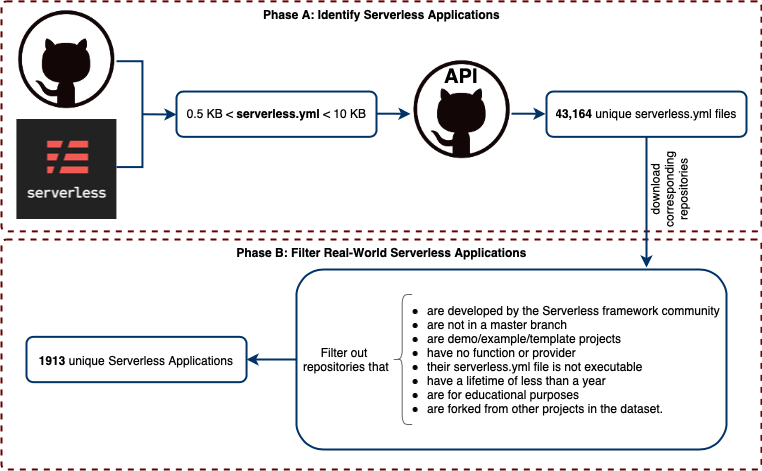 Phase A: Identify Serverless Applications
API
0.5 KB < serverless.yml < 10 KB
43,164 unique serverless.yml files
serverless
download
corresponding
repositories
Phase B: Filter Real-World Serverless Applications
1913 unique Serverless Applications
Filter out
repositories that
• are developed by the Serverless framework community
• are not in a master branch
• are demo/example/template projects
• have no function or provider
• their serverless.yml file is not executable
• have a lifetime of less than a year
• are for educational purposes
• are forked from other projects in the dataset.